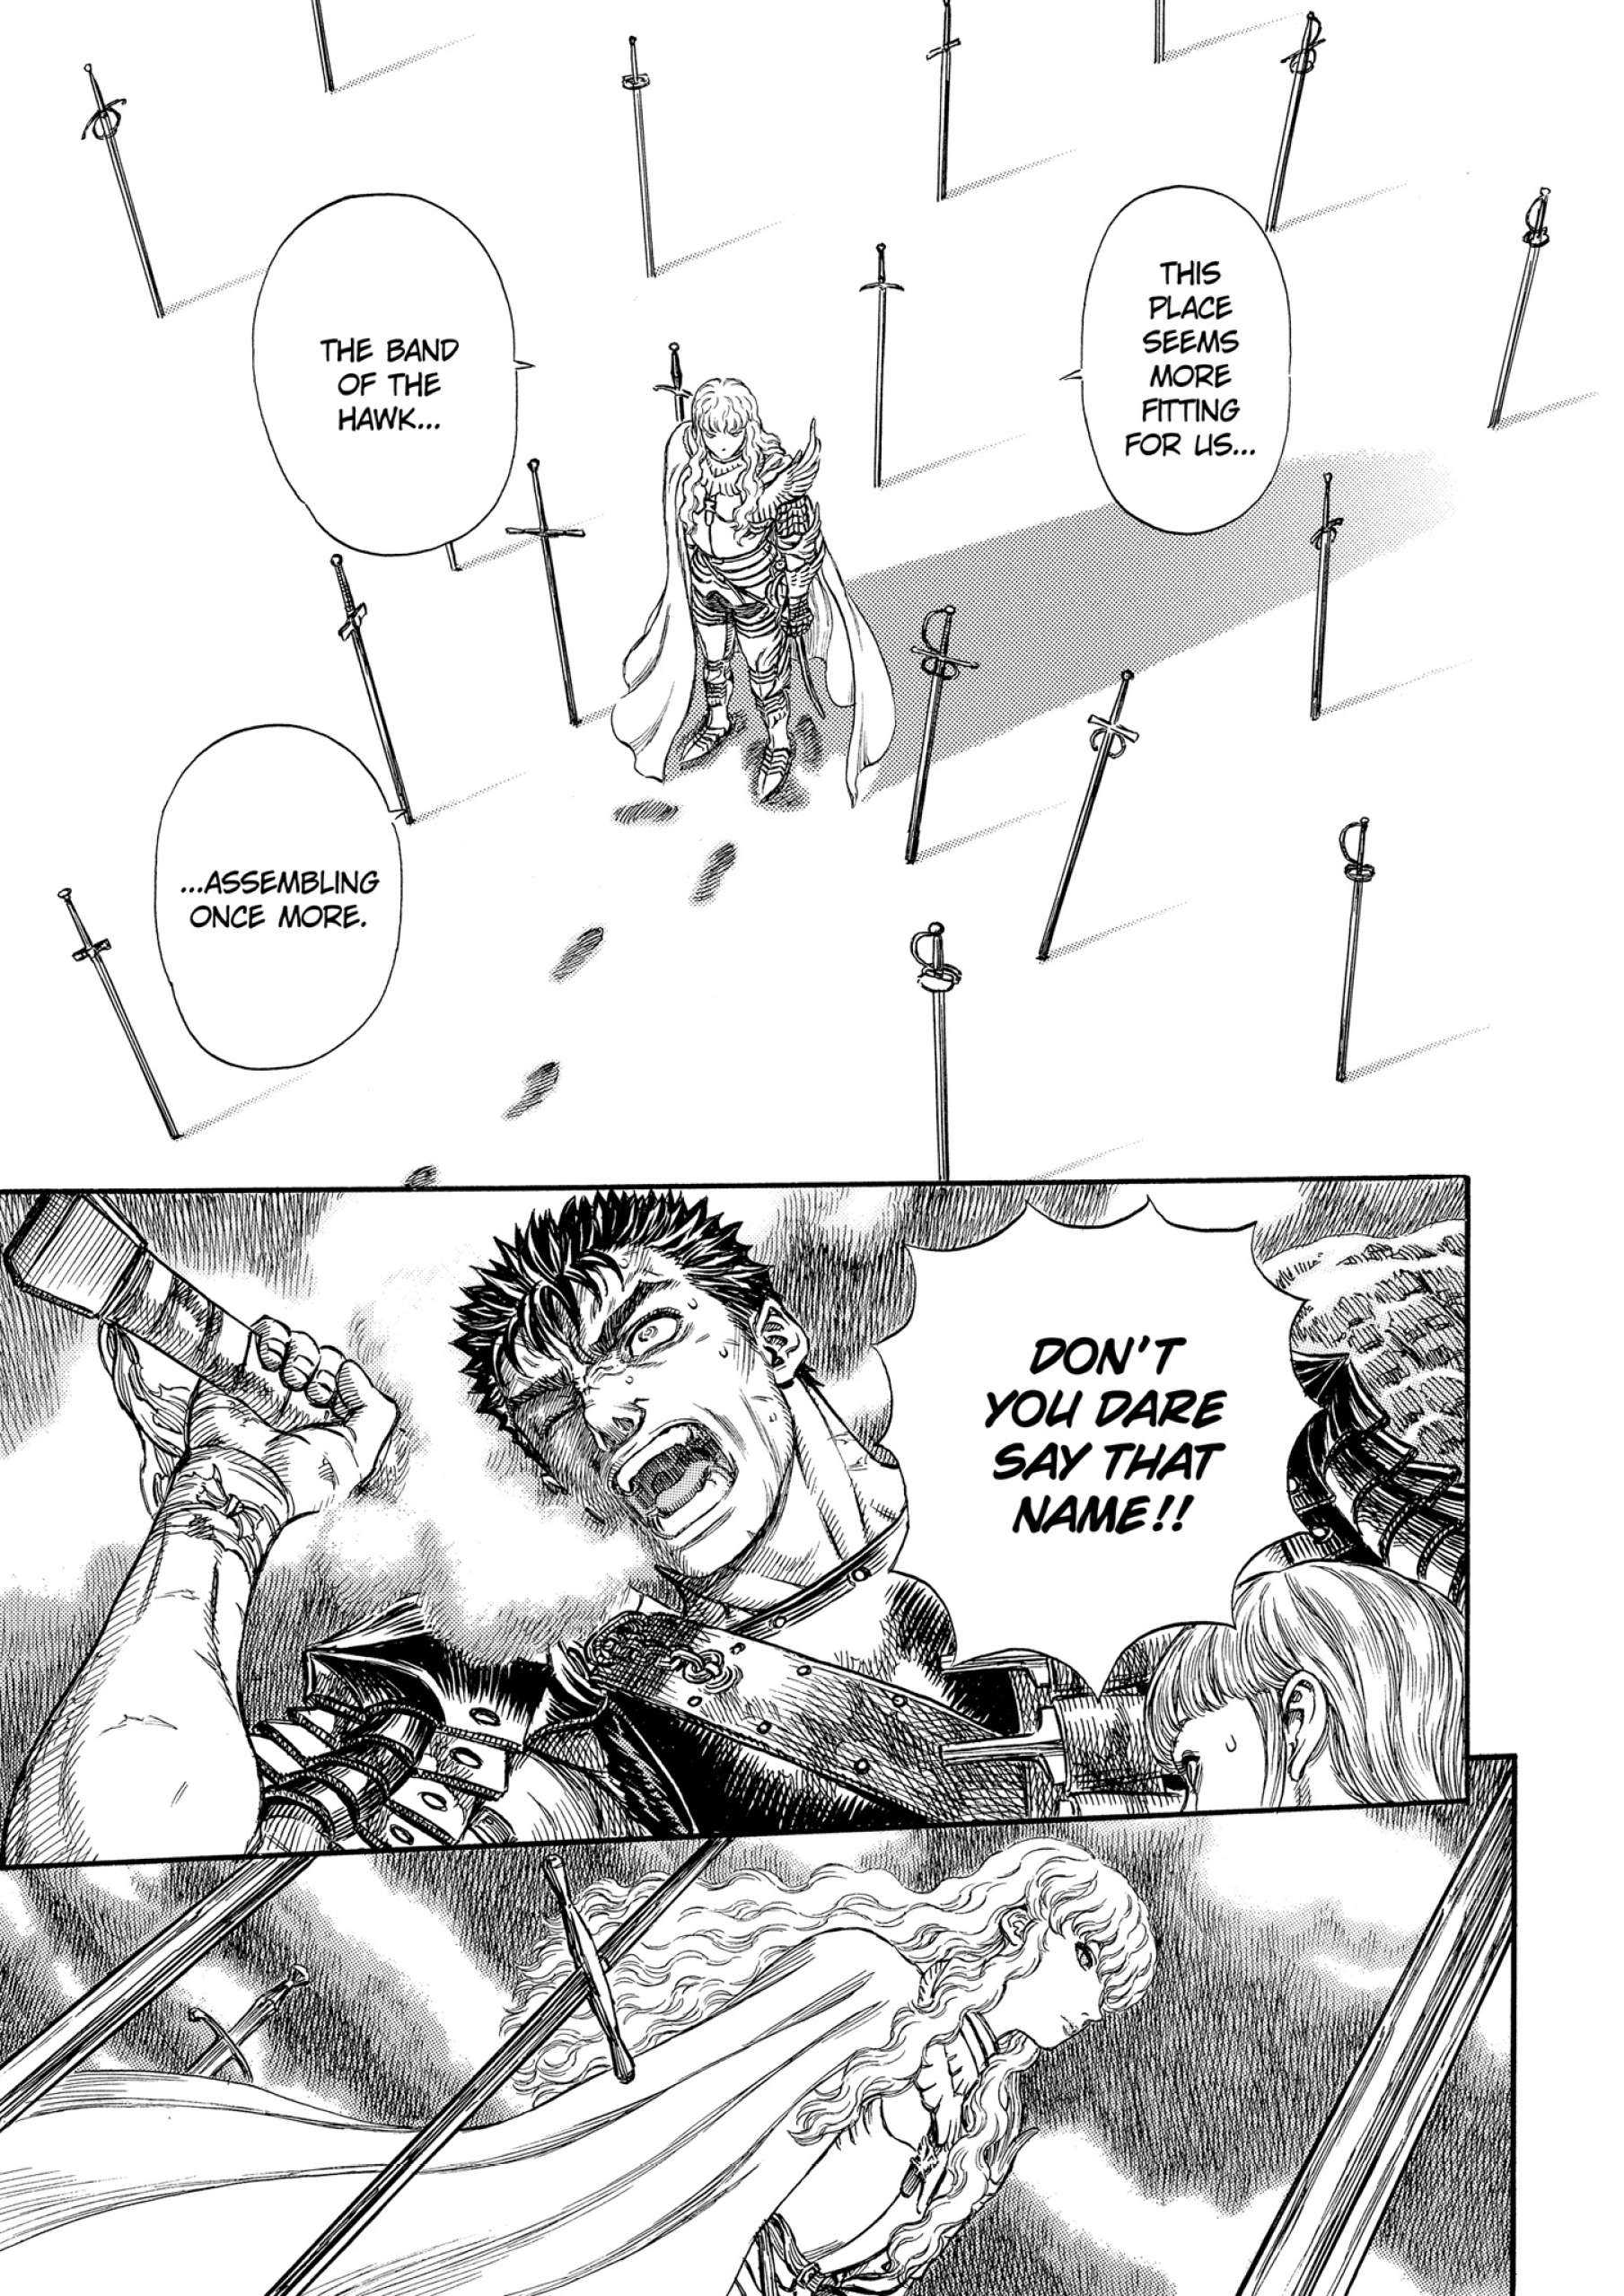 THIS
PLACE
SEEMS
MORE
FITTING
FOR US...
THE BAND
OF THE
HAWK...
...ASSEMBLING
ONCE MORE.
DON'T
YOU DARE
SAY THAT
NAME!!